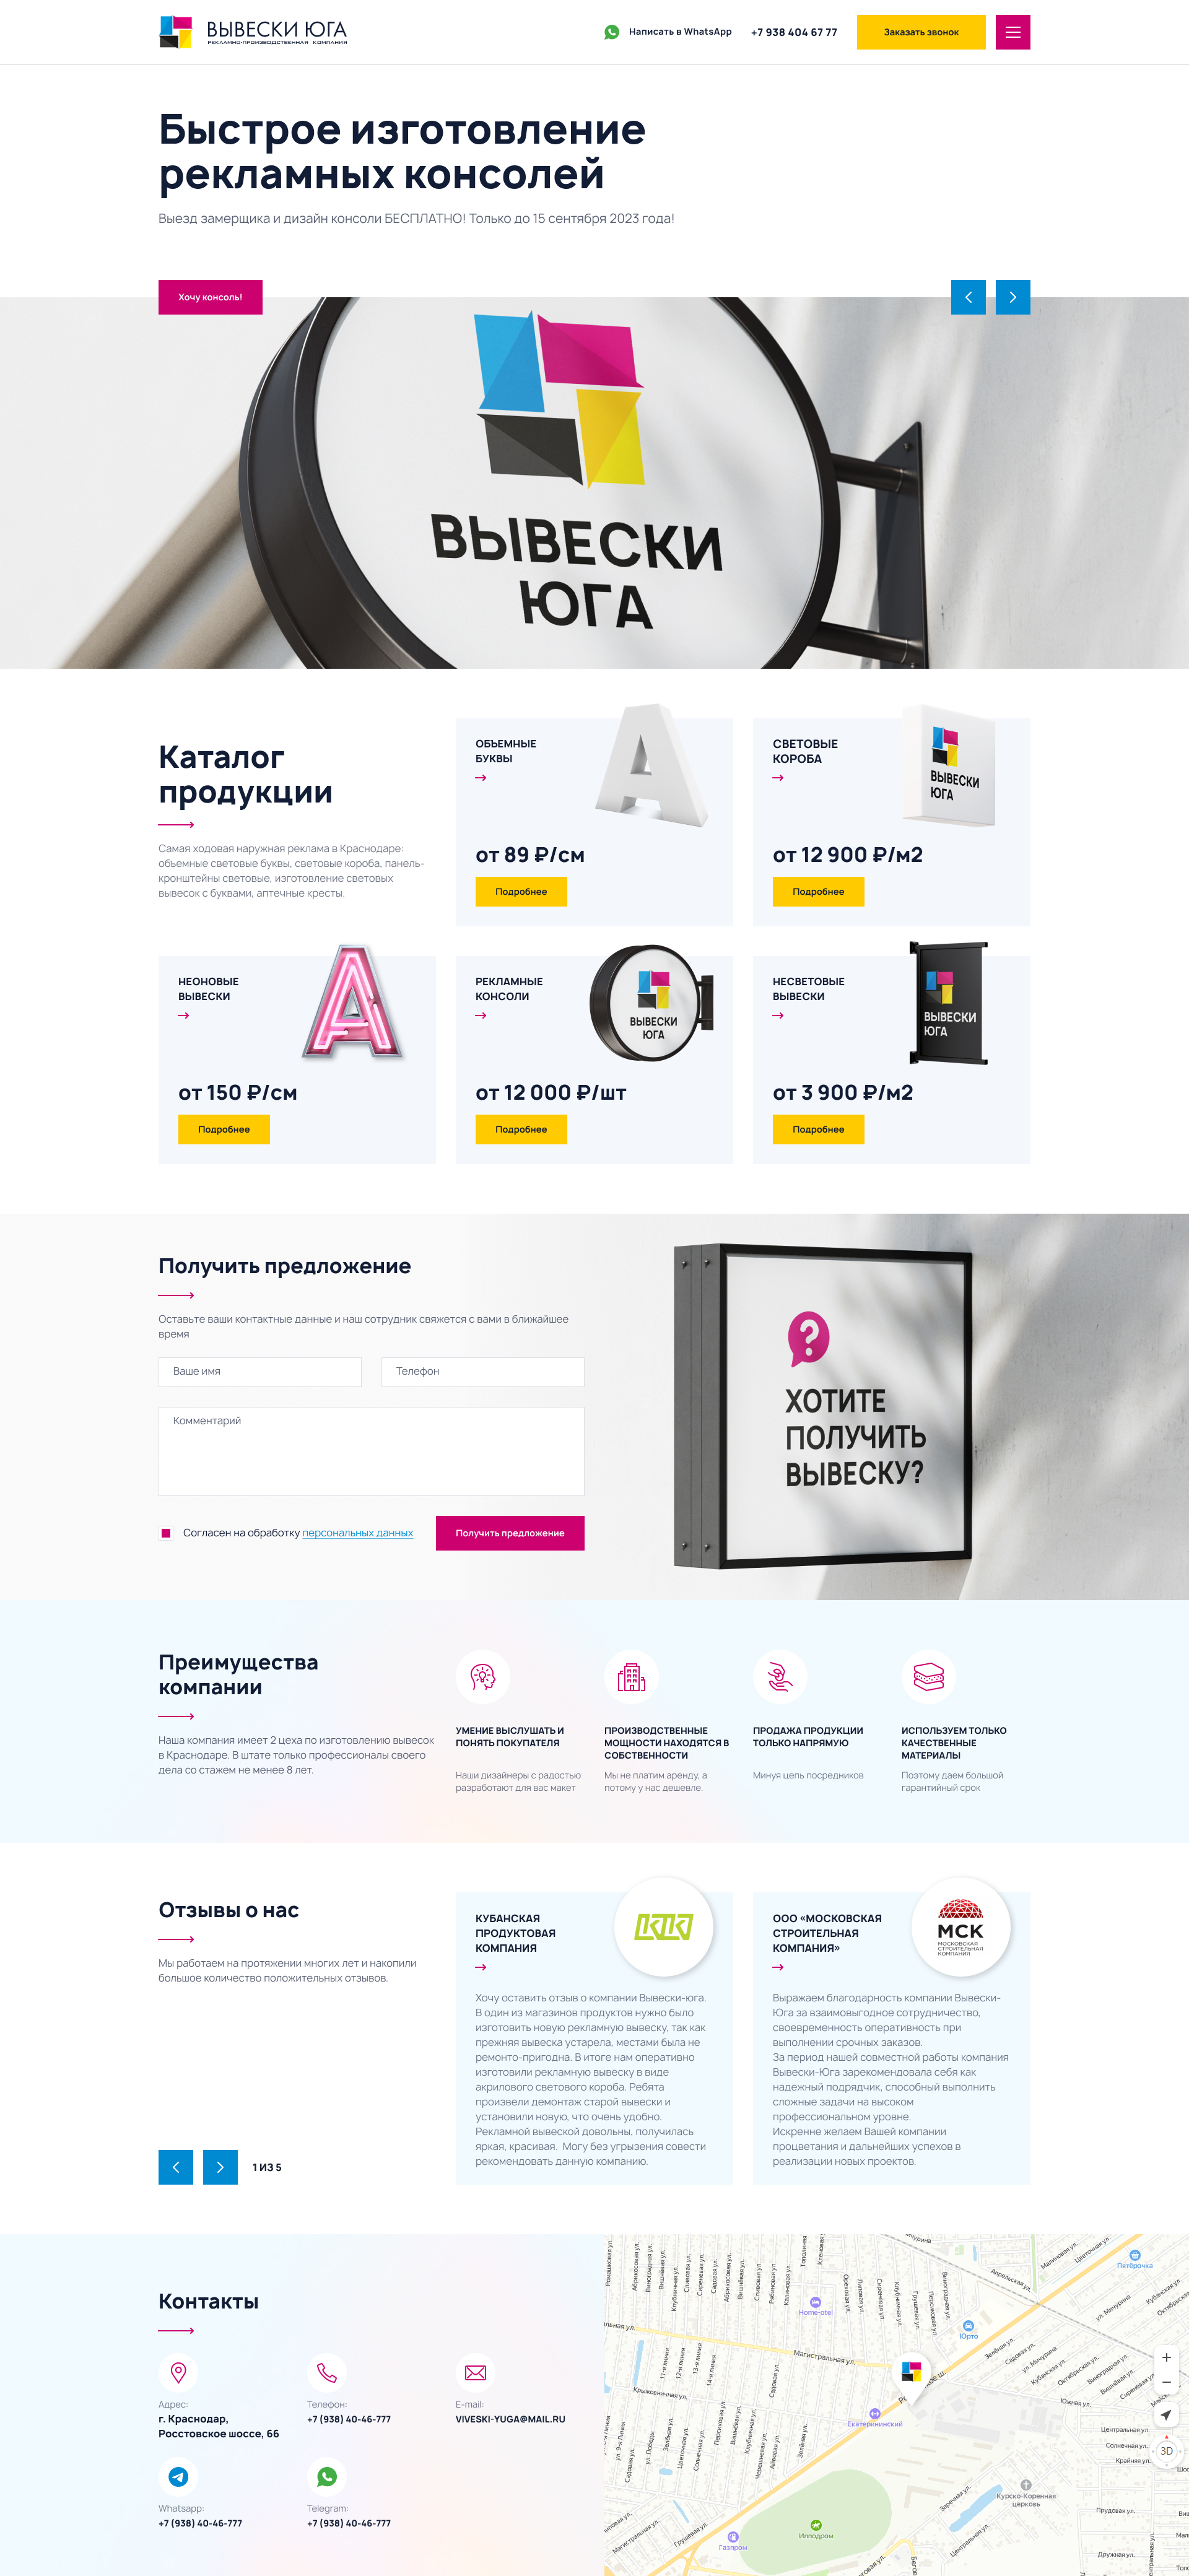 ВЫВЕСКИ ЮГА
РЕКЛАМНО-ПРОИЗВОДСТВЕННАЯ КОМПАНИЯ
Написать в WhatsApp
+7 938 404 67 77
Заказать звонок
Быстрое изготовление
рекламных консолей
Выезд замерщика и дизайн консоли БЕСПЛАТНО! Только до 15 сентября 2023 года!
Хочу консоль!
ВЫВЕСКИ
ЮГА
Каталог
продукции
Самая ходовая наружная реклама в Краснодаре:
объемные световые буквы, световые короба, панель-
кронштейны световые, изготовление световых
вывесок с буквами, аптечные кресты.
ОБЪЕМНЫЕ
БУКВЫ
от 89 ₽/см
Подробнее
СВЕТОВЫЕ
КОРОБА
ВЫВЕСКИ
ЮГА
от 12 900 ₽/м2
Подробнее
НЕОНОВЫЕ
ВЫВЕСКИ
от 150 ₽/см
Подробнее
РЕКЛАМНЫЕ
КОНСОЛИ
ВЫВЕСКИ
ЮГА
от 12 000 ₽/шт
Подробнее
НЕСВЕТОВЫЕ
ВЫВЕСКИ
ВЫВЕСКИ
ЮГА
от 3 900 ₽/м2
Подробнее
Получить предложение
Оставьте ваши контактные данные и наш сотрудник свяжется с вами в ближайшее
время
Ваше имя
Телефон
Комментарий
Согласен на обработку персональных данных
Получить предложение
?
ХОТИТЕ
ПОЛУЧИТЬ
ВЫВЕСКУ?
Преимущества
компании
Наша компания имеет 2 цеха по изготовлению вывесок
в Краснодаре. В штате только профессионалы своего
дела со стажем не менее 8 лет.
УМЕНИЕ ВЫСЛУШАТЬ И
ПОНЯТЬ ПОКУПАТЕЛЯ
Наши дизайнеры с радостью
разработают для вас макет
ПРОИЗВОДСТВЕННЫЕ
МОЩНОСТИ НАХОДЯТСЯ В
СОБСТВЕННОСТИ
Мы не платим аренду, а
потому у нас дешевле.
ПРОДАЖА ПРОДУКЦИИ
ТОЛЬКО НАПРЯМУЮ
Минуя цепь посредников
ИСПОЛЬЗУЕМ ТОЛЬКО
КАЧЕСТВЕННЫЕ
МАТЕРИАЛЫ
Поэтому даем большой
гарантийный срок
Отзывы о нас
Мы работаем на протяжении многих лет и накопили
большое количество положительных отзывов.
1 ИЗ 5
КУБАНСКАЯ
ПРОДУКТОВАЯ
КОМПАНИЯ
Хочу оставить отзыв о компании Вывески-юга.
В один из магазинов продуктов нужно было
изготовить новую рекламную вывеску, так как
прежняя вывеска устарела, местами была не
ремонто-пригодна. В итоге нам оперативно
изготовили рекламную вывеску в виде
акрилового светового короба. Ребята
произвели демонтаж старой вывески и
установили новую, что очень удобно.
Рекламной вывеской довольны, получилась
яркая, красивая. Могу без угрызения совести
рекомендовать данную компанию.
ООО «МОСКОВСКАЯ
СТРОИТЕЛЬНАЯ
КОМПАНИЯ»
МСК
МОСКОВСКАЯ
СТРОИТЕЛЬНАЯ
КОМПАНИЯ
Выражаем благодарность компании Вывески-
Юга за взаимовыгодное сотрудничество,
своевременность оперативность при
выполнении срочных заказов.
За период нашей совместной работы компания
Вывески-Юга зарекомендовала себя как
надежный подрядчик, способный выполнить
сложные задачи на высоком
профессиональном уровне.
Искренне желаем Вашей компании
процветания и дальнейших успехов в
реализации новых проектов.
Контакты
Адрес:
г. Краснодар,
Росстовское шоссе, 66
Телефон:
+7 (938) 40-46-777
E-mail:
VIVESKI-YUGA@MAIL.RU
Whatsapp:
+7 (938) 40-46-777
Telegram:
+7 (938) 40-46-777
Пятёрочка
Home-otel
Юрто
Магистральная ул.
Крыжовничная ул.
Екатерининский
Южная ул.
Центральная ул.
Солнечная ул.
Крайняя ул.
3D
Курско-Коренная
церковь
Ипподром
Газпром
Прудовая ул.
Дружная ул.